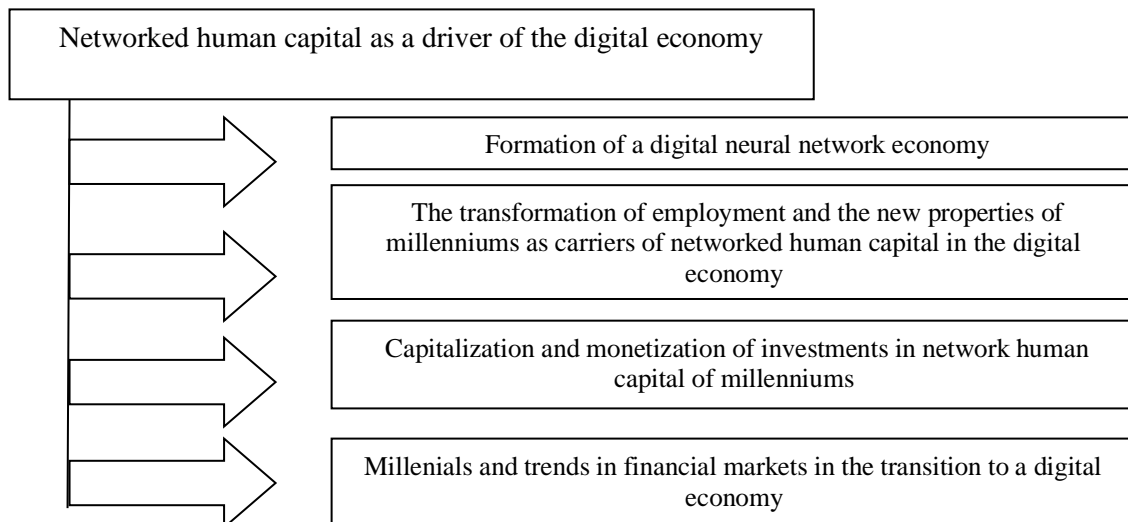 Networked human capital as a driver of the digital economy
Formation of a digital neural network economy
The transformation of employment and the new properties of
millenniums as carriers of networked human capital in the digital
economy
Capitalization and monetization of investments in network human
capital of millenniums
Millenials and trends in financial markets in the transition to a digital
economy